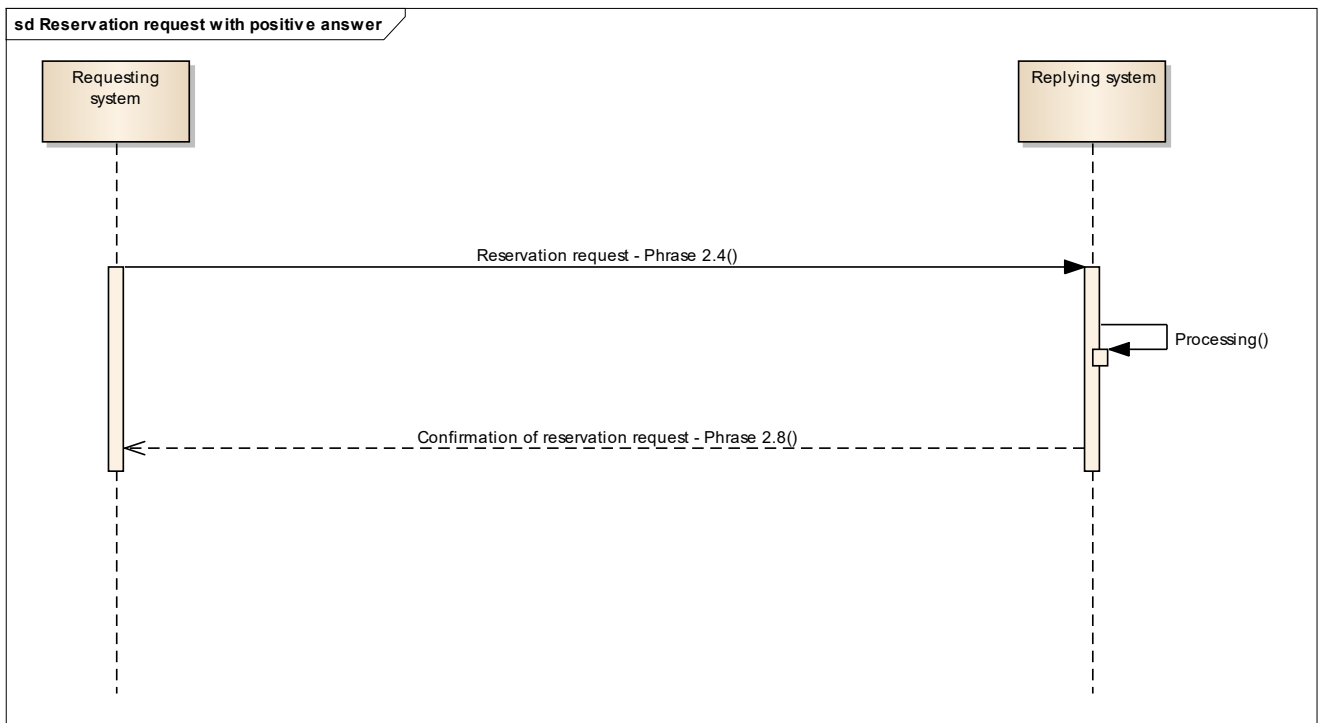 sd Reservation request with positive answer
Requesting
system
Replying system
Reservation request - Phrase 2.4()
Processing()
Confirmation of reservation request - Phrase 2.8()